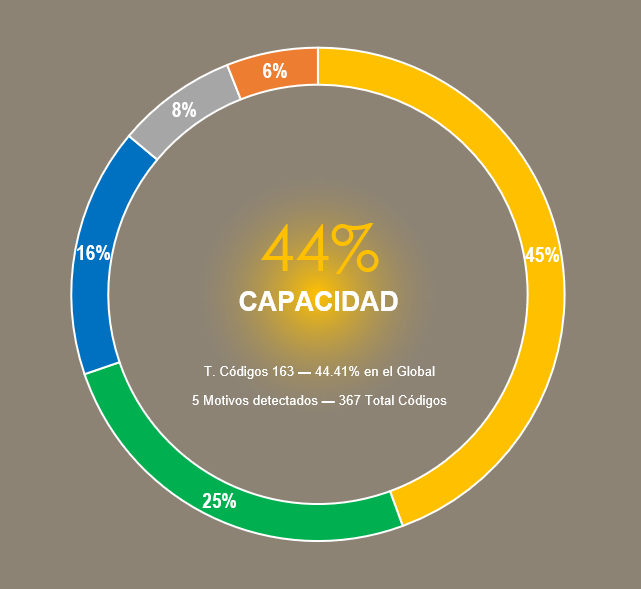 6%
8%
44%
16%
45%
CAPACIDAD
T. Códigos 163 — 44.41% en el Global
5 Motivos detectados — 367 Total Códigos
25%